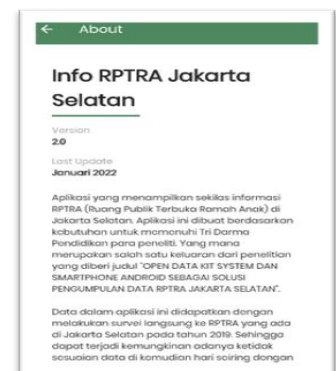 About
Info RPTRA Jakarta
Selatan
Version
2.0
Last Update
Januari 2022
Aplikasi yang menampilkan sekilas informasi
RPTRA (Ruang Publik Terbuka Ramah Anak) di
Jakarta Selatan. Aplikasi ini dibuat berdasarkan
kebutuhan untuk memenuhi Tri Darma
Pendidikan para peneliti. Yang mana
merupakan salah satu keluaran dari penelitian
yang diberi judul "OPEN DATA KIT SYSTEM DAN
SMARTPHONE ANDROID SEBAGAI SOLUSI
PENGUMPULAN DATA RPTRA JAKARTA SELATAN".
Data dalam aplikasi ini didapatkan dengan
melakukan survei langsung ke RPTRA yang ada
di Jakarta Selatan pada tahun 2019. Sehingga
dapat terjadi kemungkinan adanya ketidak
sesuaian data di kemudian hari seiring dengan